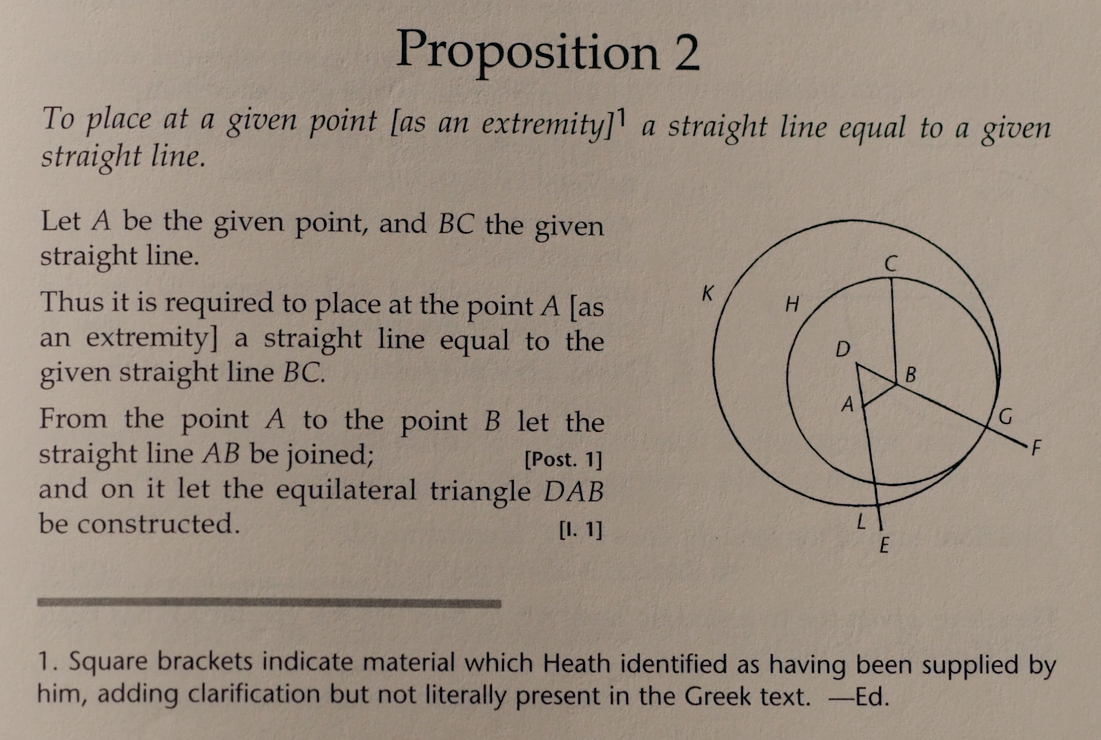 Proposition 2
To place at a given point [as an extremity]¹ a straight line equal to a given
straight line.
Let A be the given point, and BC the given
straight line.
Thus it is required to place at the point A [as
an extremity] a straight line equal to the
given straight line BC.
From the point A to the point B let the
straight line AB be joined; [Post. 1]
and on it let the equilateral triangle DAB
be constructed. [I. 1]
C
K
H
D
B
A
G
F
L
E
1. Square brackets indicate material which Heath identified as having been supplied by
him, adding clarification but not literally present in the Greek text. —Ed.